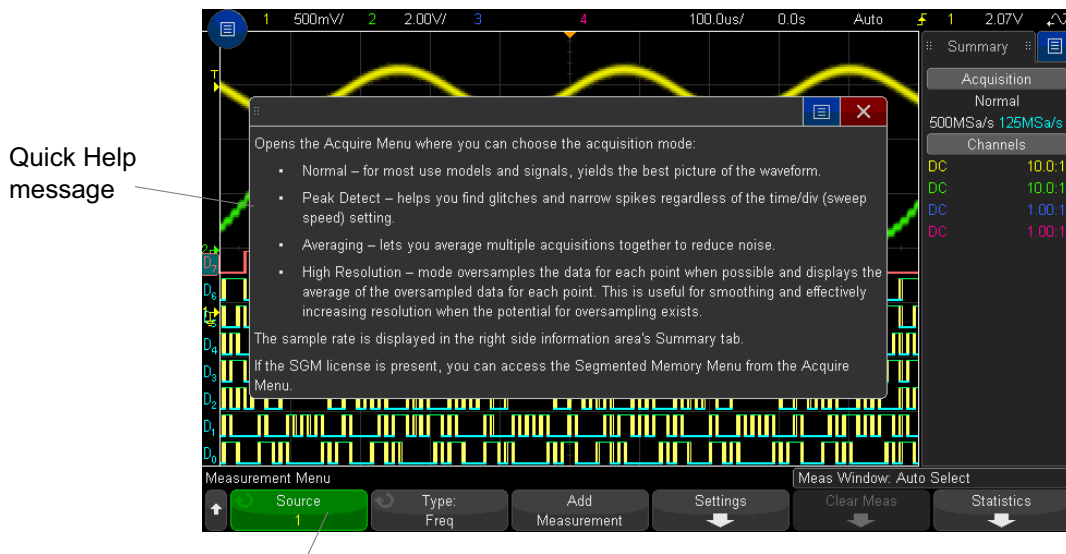 1 500mV/ 2 2.00V/ 3 4 100.0us/ 0.0s Auto 1 2.07V
Summary
Acquisition
Normal
500MSa/s 125MSa/s
Channels
DC 10.0:1
DC 10.0:1
DC 1.00:1
DC 1.00:1
Quick Help
message
T
Opens the Acquire Menu where you can choose the acquisition mode:
▪ Normal – for most use models and signals, yields the best picture of the waveform.
▪ Peak Detect – helps you find glitches and narrow spikes regardless of the time/div (sweep
speed) setting.
▪ Averaging – lets you average multiple acquisitions together to reduce noise.
▪ High Resolution – mode oversamples the data for each point when possible and displays the
average of the oversampled data for each point. This is useful for smoothing and effectively
increasing resolution when the potential for oversampling exists.
The sample rate is displayed in the right side information area's Summary tab.
If the SGM license is present, you can access the Segmented Memory Menu from the Acquire
Menu.
2
D7
D6
D4
D3
D2
D1
D0
Measurement Menu
Meas Window: Auto Select
Source
1
Type:
Freq
Add
Measurement
Settings
Clear Meas
Statistics